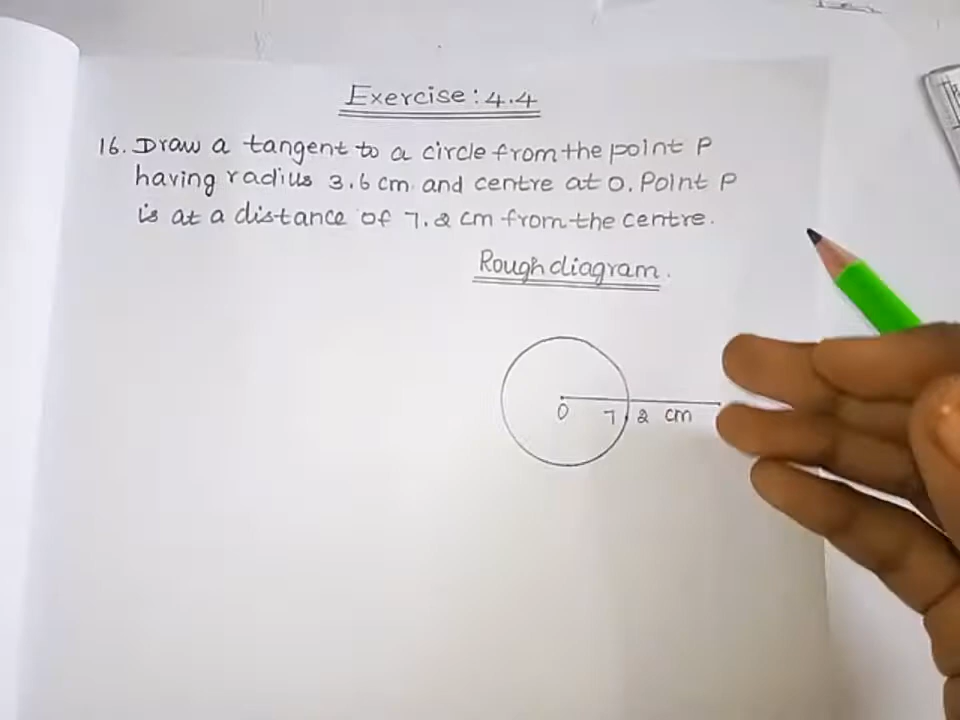 Exercise: 4.4
16. Draw a tangent to a circle from the point P
having radius 3.6 cm and centre at O. Point P
is at a distance of 7.2 cm from the centre.
Rough diagram.
O 7.2 cm